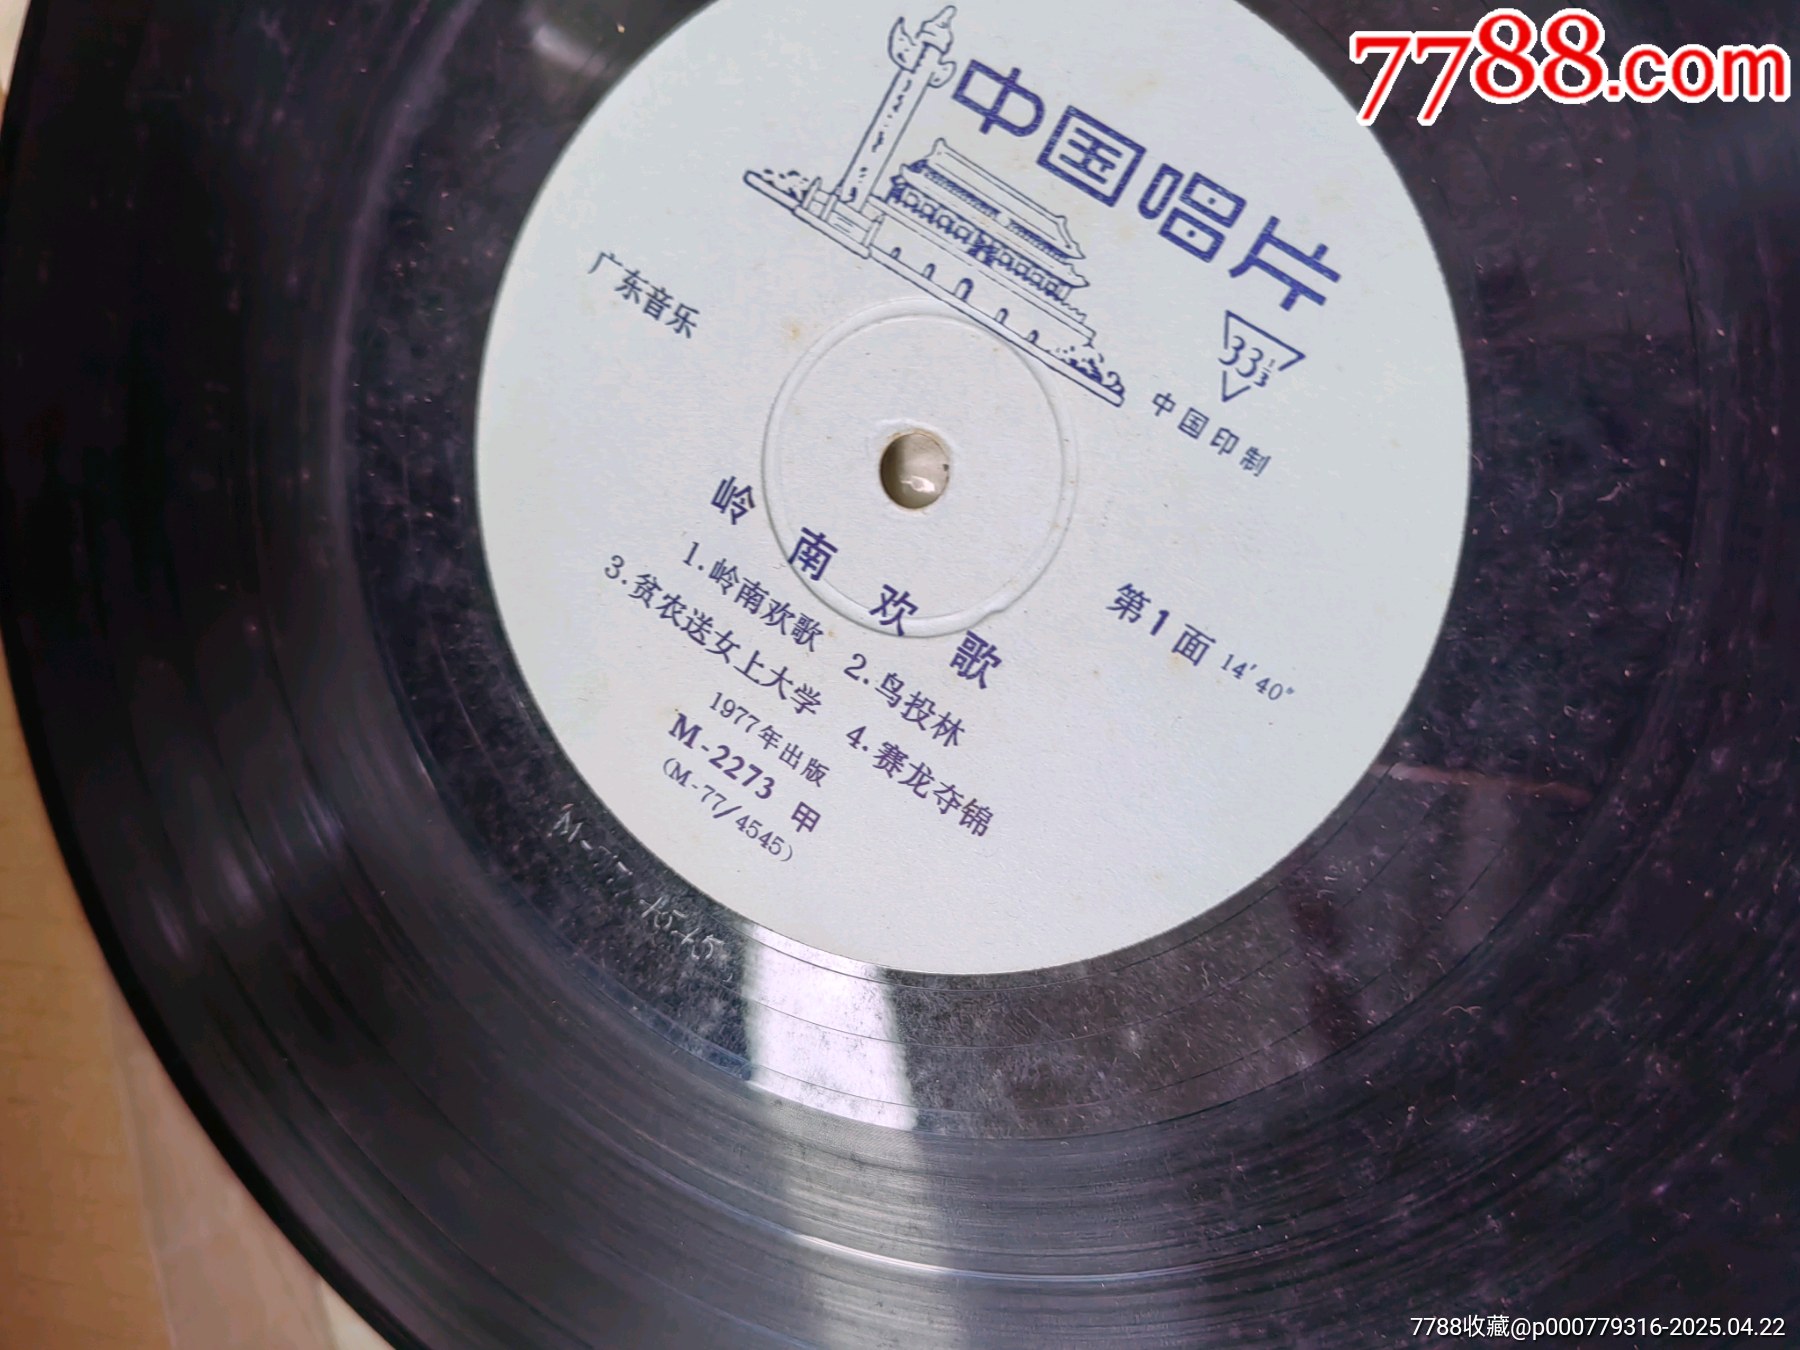 7788.com
中国唱片
33⅓
中国印制
广东音乐
岭南欢歌
第1面 14′40″
1.岭南欢歌 2.鸟投林
3.贫农送女上大学 4.赛龙夺锦
1977年出版
M-2273 甲
(M-77/4545)
M-77/4545
7788收藏@p000779316-2025.04.22